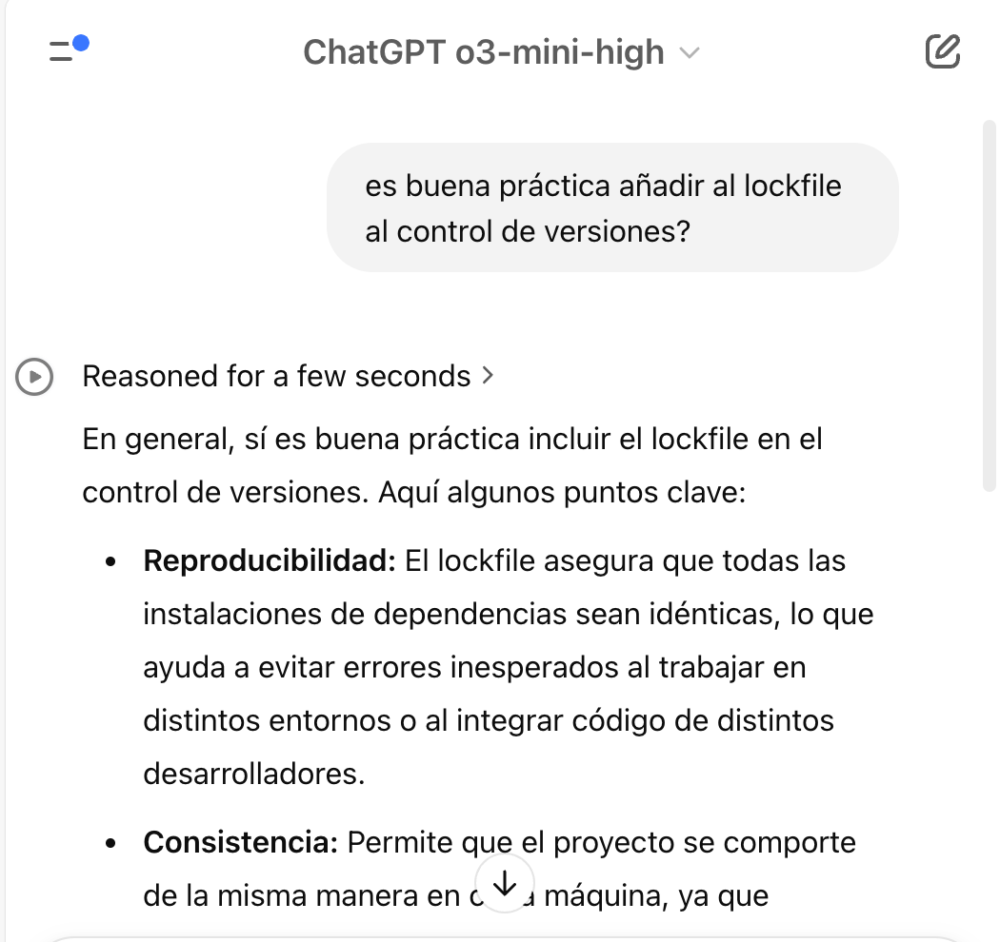 ChatGPT o3-mini-high
es buena práctica añadir al lockfile
al control de versiones?
Reasoned for a few seconds
En general, sí es buena práctica incluir el lockfile en el
control de versiones. Aquí algunos puntos clave:
• Reproducibilidad: El lockfile asegura que todas las
instalaciones de dependencias sean idénticas, lo que
ayuda a evitar errores inesperados al trabajar en
distintos entornos o al integrar código de distintos
desarrolladores.
• Consistencia: Permite que el proyecto se comporte
de la misma manera en máquina, ya que